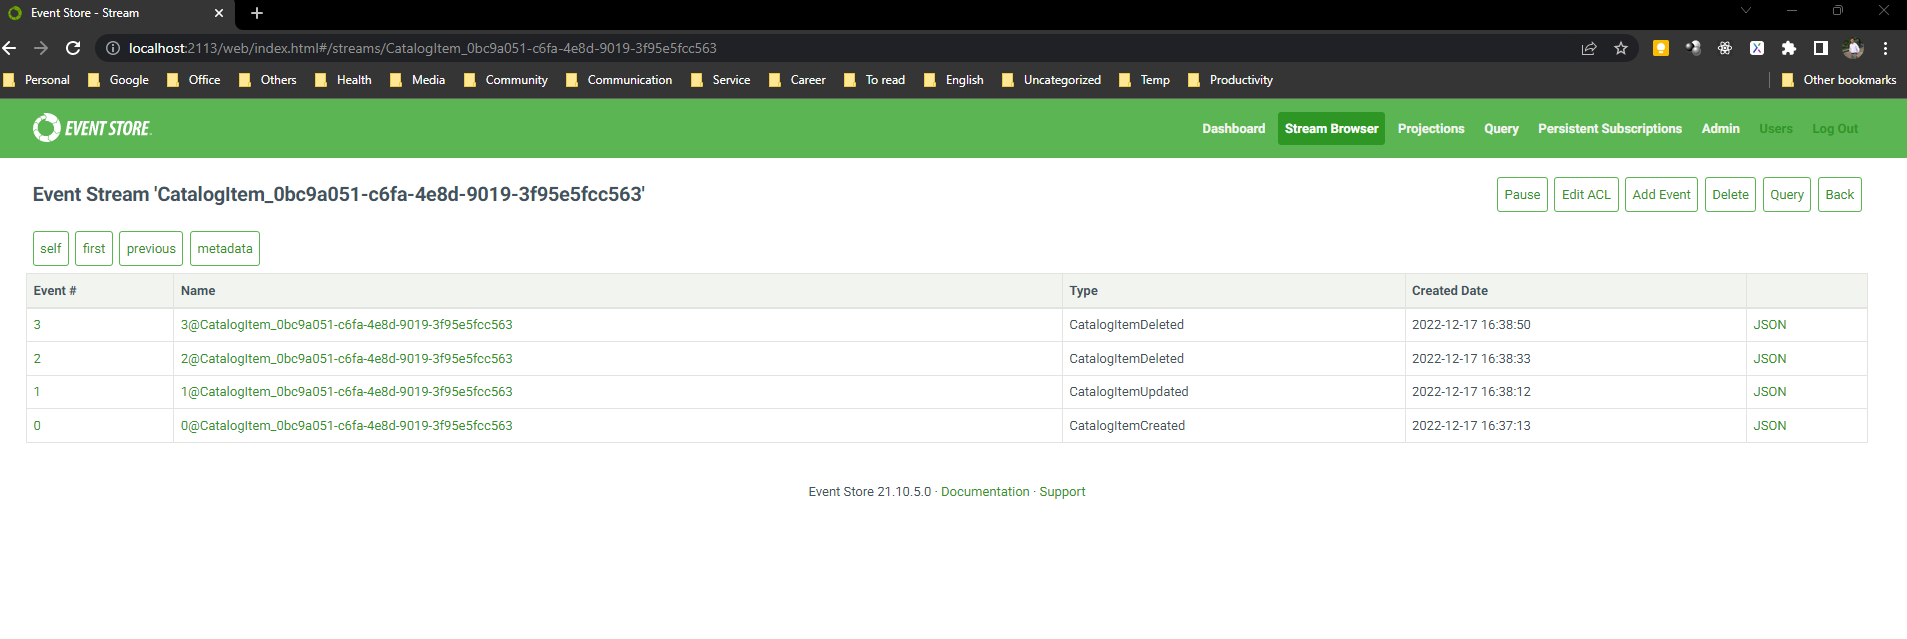 Event Store - Stream
localhost:2113/web/index.html#/streams/CatalogItem_0bc9a051-c6fa-4e8d-9019-3f95e5fcc563
Personal Google Office Others Health Media Community Communication Service Career To read English Uncategorized Temp Productivity Other bookmarks
EVENT STORE. Dashboard Stream Browser Projections Query Persistent Subscriptions Admin Users Log Out
Event Stream 'CatalogItem_0bc9a051-c6fa-4e8d-9019-3f95e5fcc563' Pause Edit ACL Add Event Delete Query Back
self first previous metadata
Event # Name Type Created Date
3 3@CatalogItem_0bc9a051-c6fa-4e8d-9019-3f95e5fcc563 CatalogItemDeleted 2022-12-17 16:38:50 JSON
2 2@CatalogItem_0bc9a051-c6fa-4e8d-9019-3f95e5fcc563 CatalogItemDeleted 2022-12-17 16:38:33 JSON
1 1@CatalogItem_0bc9a051-c6fa-4e8d-9019-3f95e5fcc563 CatalogItemUpdated 2022-12-17 16:38:12 JSON
0 0@CatalogItem_0bc9a051-c6fa-4e8d-9019-3f95e5fcc563 CatalogItemCreated 2022-12-17 16:37:13 JSON
Event Store 21.10.5.0 · Documentation · Support